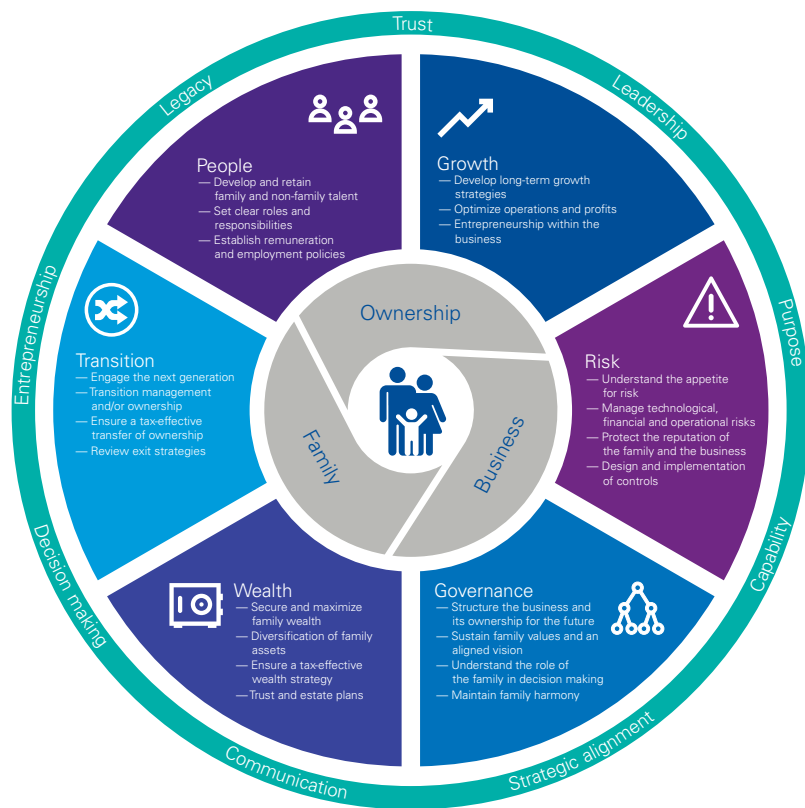 Trust
Leadership
Purpose
Capability
Strategic alignment
Communication
Decision making
Entrepreneurship
Legacy
People
— Develop and retain
family and non-family talent
— Set clear roles and
responsibilities
— Establish remuneration
and employment policies
Growth
— Develop long-term growth
strategies
— Optimize operations and profits
— Entrepreneurship within the
business
Risk
— Understand the appetite
for risk
— Manage technological,
financial and operational risks
— Protect the reputation of
the family and the business
— Design and implementation
of controls
Governance
— Structure the business and
its ownership for the future
— Sustain family values and an
aligned vision
— Understand the role of
the family in decision making
— Maintain family harmony
Wealth
— Secure and maximize
family wealth
— Diversification of family
assets
— Ensure a tax-effective
wealth strategy
— Trust and estate plans
Transition
— Engage the next generation
— Transition management
and/or ownership
— Ensure a tax-effective
transfer of ownership
— Review exit strategies
Ownership
Business
Family